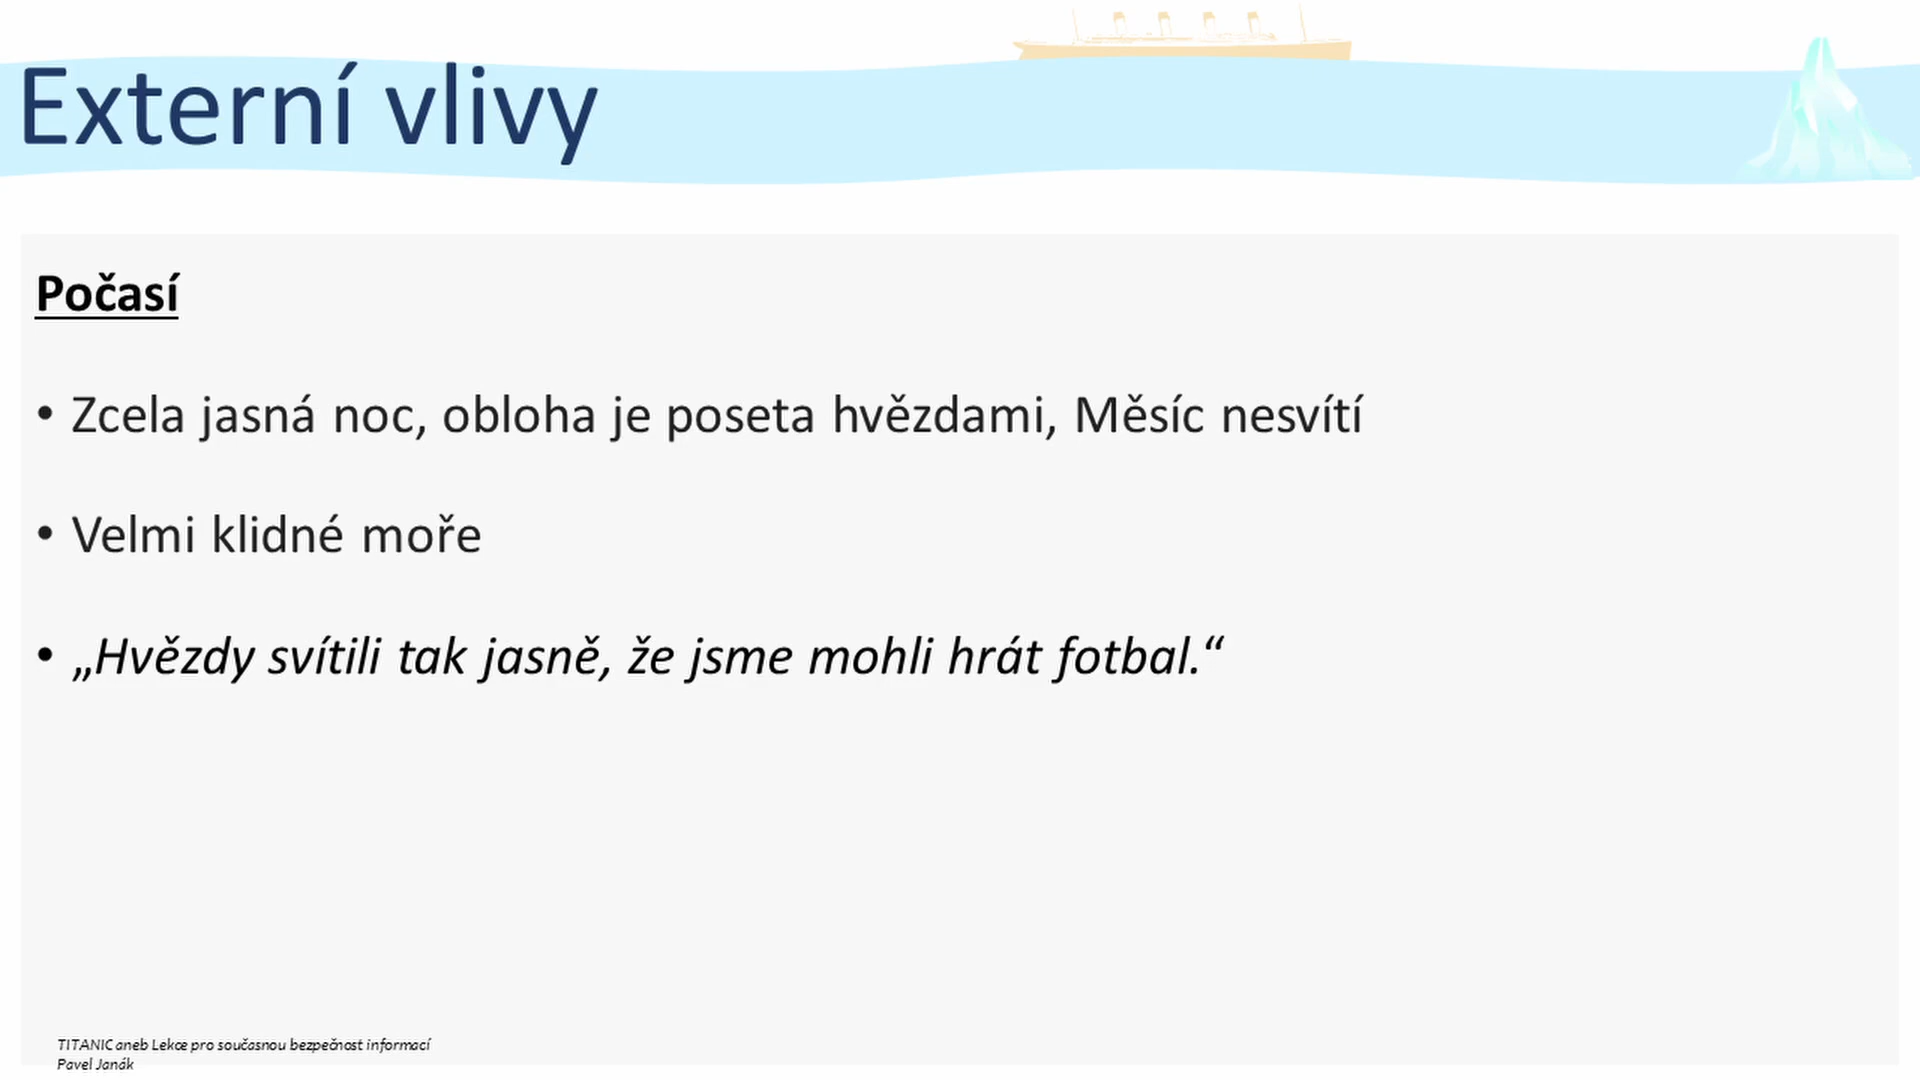 Externí vlivy
Počasí
• Zcela jasná noc, obloha je poseta hvězdami, Měsíc nesvítí
• Velmi klidné moře
• „Hvězdy svítili tak jasně, že jsme mohli hrát fotbal.“
TITANIC aneb Lekce pro současnou bezpečnost informací
Pavel Janák